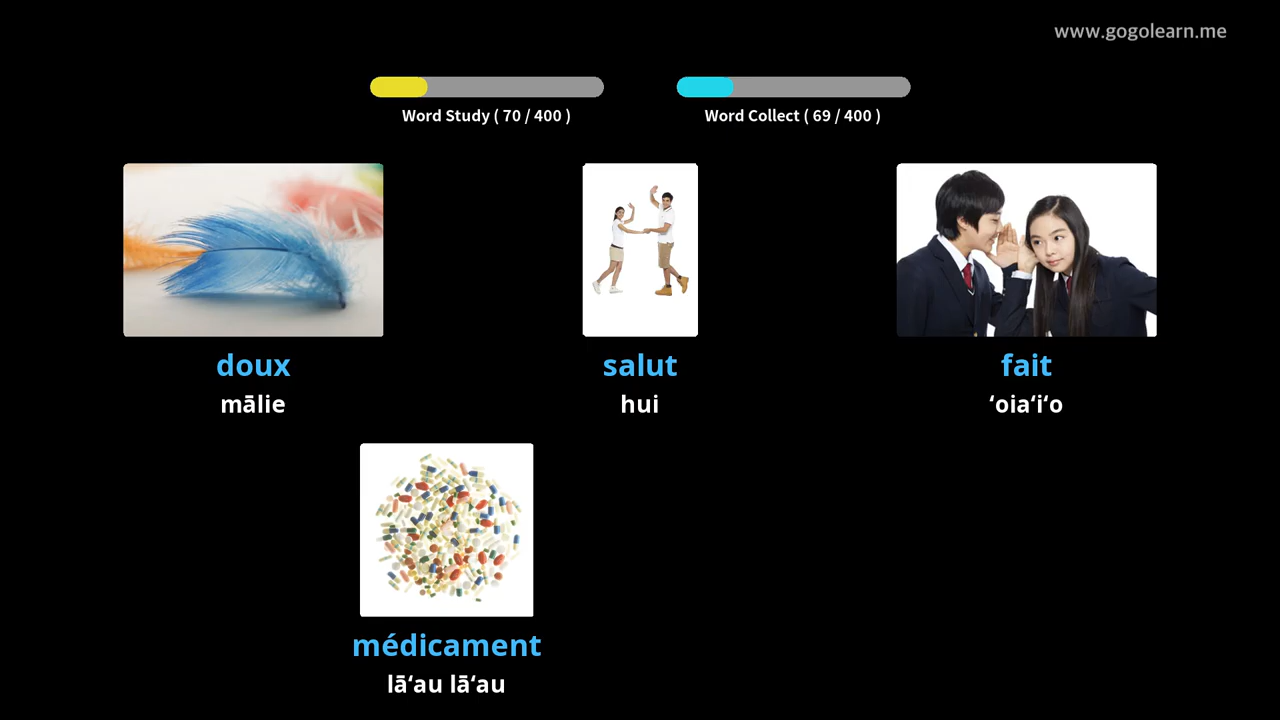 www.gogolearn.me
Word Study ( 70 / 400 )
Word Collect ( 69 / 400 )
doux
mālie
salut
hui
fait
ʻoiaʻiʻo
médicament
lāʻau lāʻau